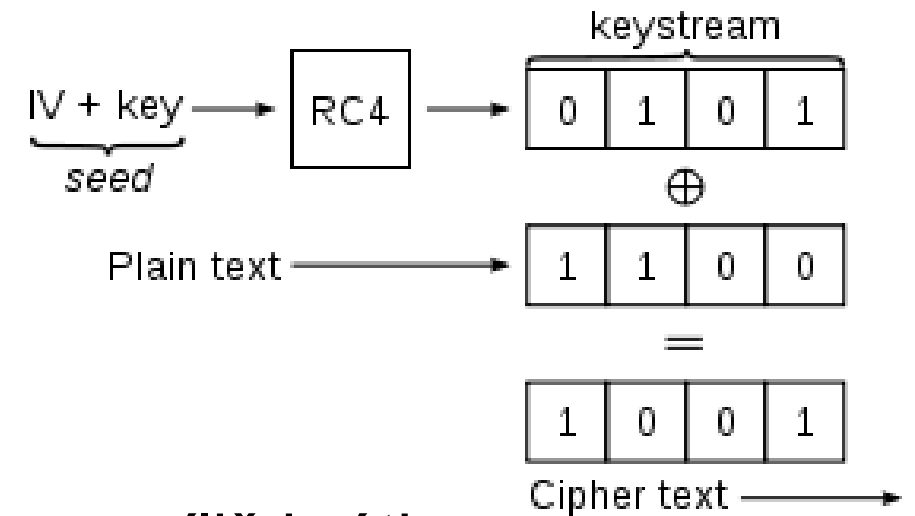 keystream
IV + key
RC4
0 1 0 1
seed
⊕
Plain text
1 1 0 0
=
1 0 0 1
Cipher text